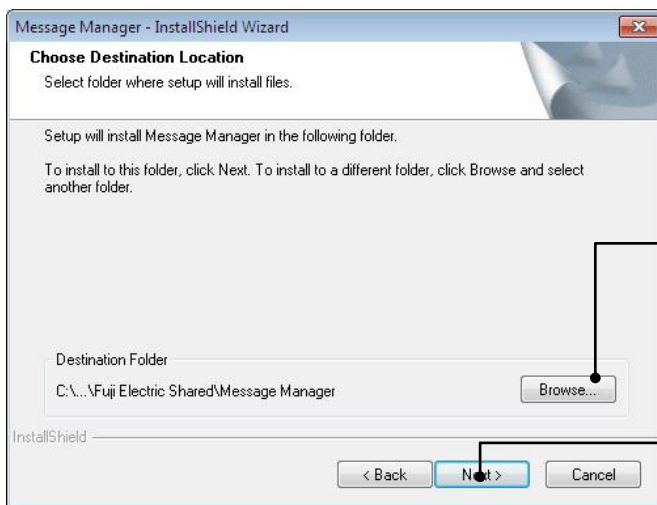 Message Manager - InstallShield Wizard
Choose Destination Location
Select folder where setup will install files.
Setup will install Message Manager in the following folder.
To install to this folder, click Next. To install to a different folder, click Browse and select
another folder.
Destination Folder
C:\...\Fuji Electric Shared\Message Manager
Browse...
InstallShield
< Back
Next >
Cancel